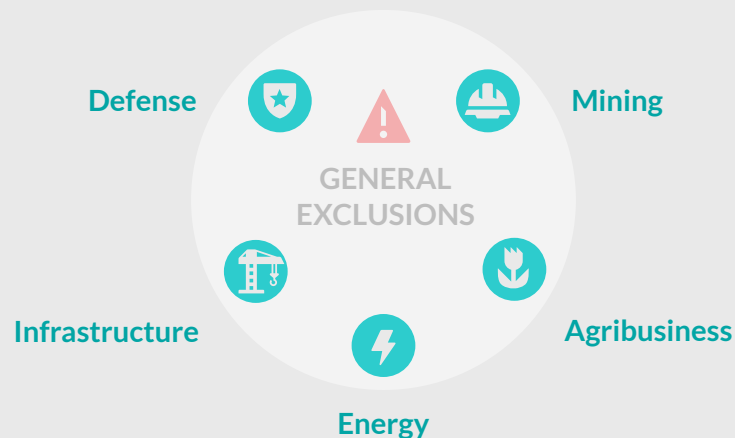 Defense
Mining
GENERAL
EXCLUSIONS
Infrastructure
Agribusiness
Energy